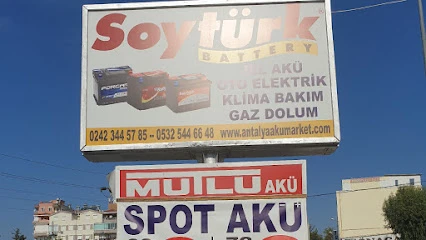 Soytürk
BATTERY
AKÜ
OTO ELEKTRİK
KLİMA BAKIM
GAZ DOLUM
0242 344 57 85 – 0532 544 66 48 – www.antalyaakumarket.com
MUTLU AKÜ
SPOT AKÜ